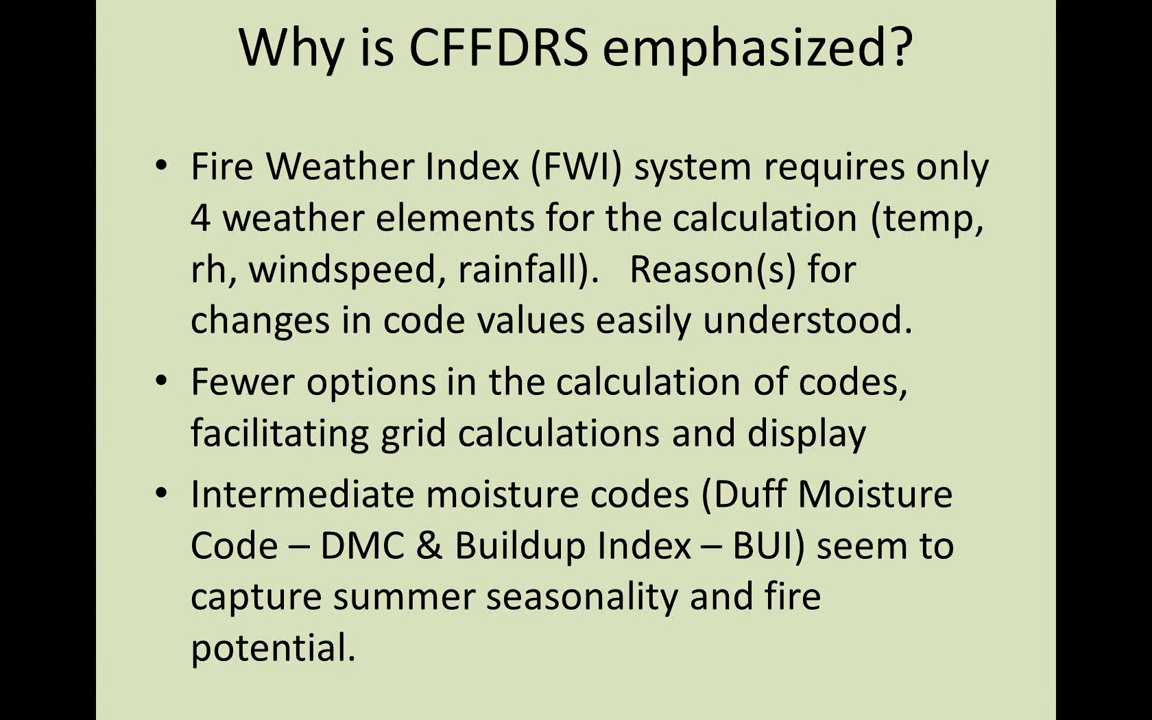 Why is CFFDRS emphasized?
• Fire Weather Index (FWI) system requires only
4 weather elements for the calculation (temp,
rh, windspeed, rainfall).   Reason(s) for
changes in code values easily understood.
• Fewer options in the calculation of codes,
facilitating grid calculations and display
• Intermediate moisture codes (Duff Moisture
Code – DMC & Buildup Index – BUI) seem to
capture summer seasonality and fire
potential.